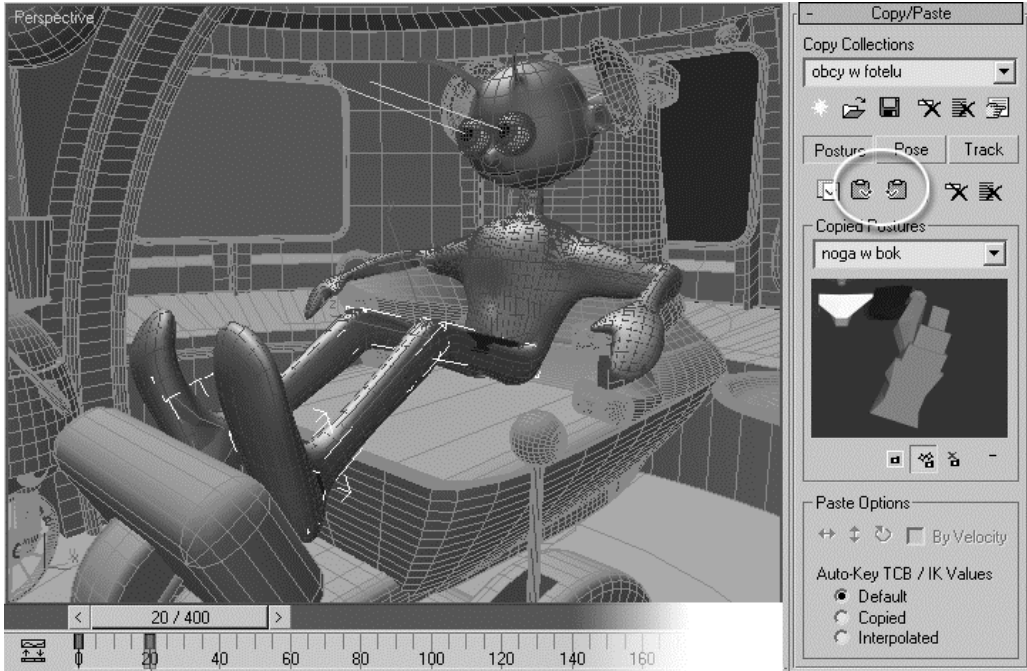 Perspective
- Copy/Paste
Copy Collections
obcy w fotelu
Posture Pose Track
Copied Postures
noga w bok
Paste Options
By Velocity
Auto-Key TCB / IK Values
Default
Copied
Interpolated
< 20 / 400 >
0 20 40 60 80 100 120 140 160